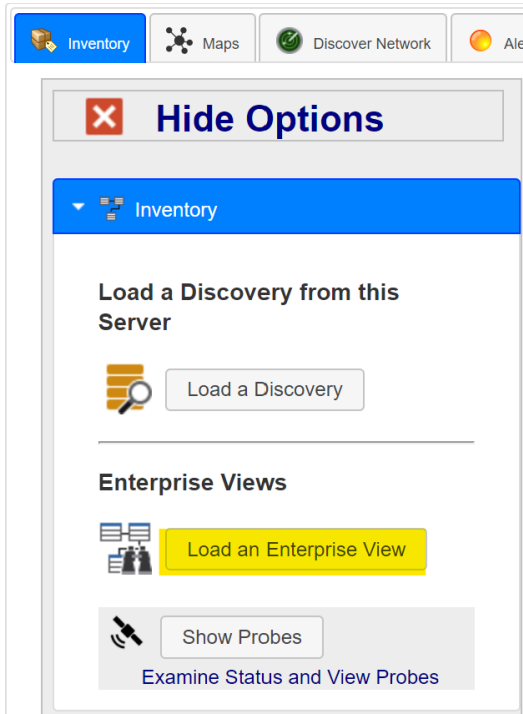 Inventory Maps Discover Network Ale
Hide Options
Inventory
Load a Discovery from this
Server
Load a Discovery
Enterprise Views
Load an Enterprise View
Show Probes
Examine Status and View Probes